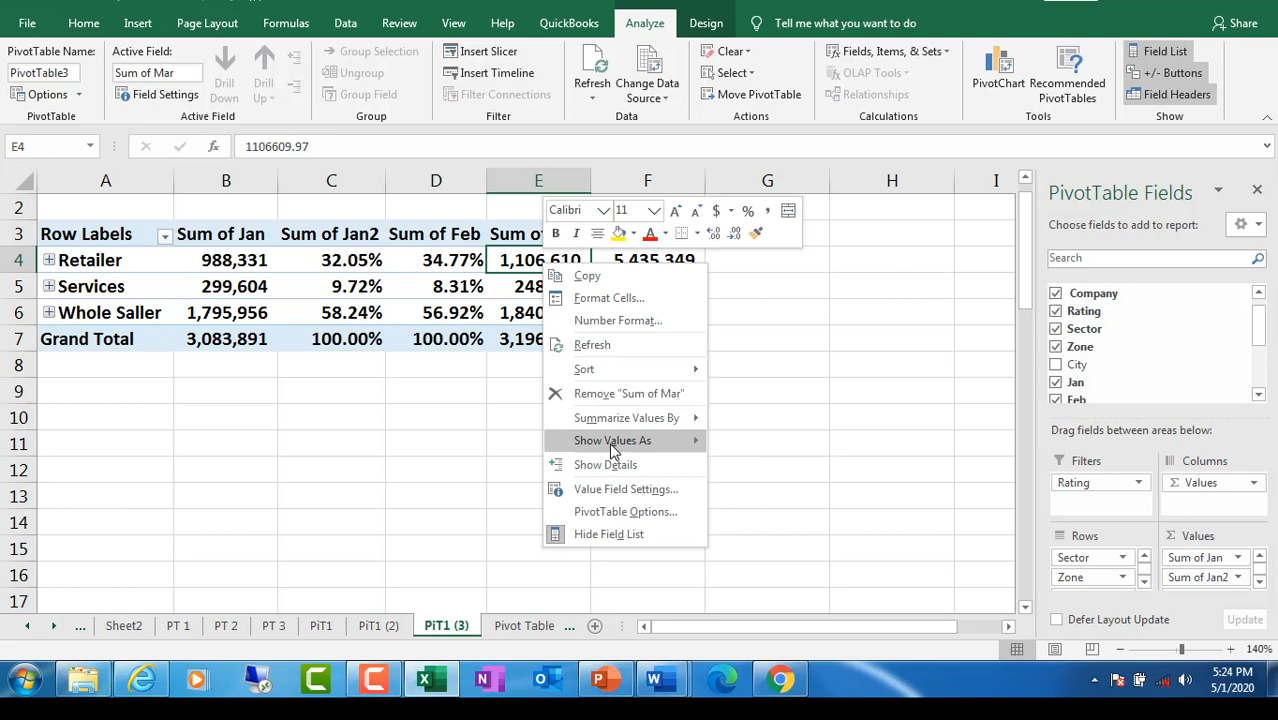 File Home Insert Page Layout Formulas Data Review View Help QuickBooks Analyze Design Tell me what you want to do Share
PivotTable Name: Active Field: Group Selection Insert Slicer Clear Fields, Items, & Sets Field List
PivotTable3 Sum of Mar Drill Down Drill Up Ungroup Insert Timeline Refresh Change Data Source Select OLAP Tools PivotChart Recommended PivotTables +/- Buttons
Options Field Settings Group Field Filter Connections Move PivotTable Relationships Field Headers
PivotTable Active Field Group Filter Data Actions Calculations Tools Show
E4 fx 1106609.97
A B C D E F G H I
2
3 Row Labels Sum of Jan Sum of Jan2 Sum of Feb Sum of
4 Retailer 988,331 32.05% 34.77% 1,106,610 5,435,349
5 Services 299,604 9.72% 8.31% 248
6 Whole Saller 1,795,956 58.24% 56.92% 1,840
7 Grand Total 3,083,891 100.00% 100.00% 3,196
8
9
10
11
12
13
14
15
16
17
Calibri 11 $ % ,
B I A
Copy
Format Cells...
Number Format...
Refresh
Sort
Remove "Sum of Mar"
Summarize Values By
Show Values As
Show Details
Value Field Settings...
PivotTable Options...
Hide Field List
PivotTable Fields
Choose fields to add to report:
Search
Company
Rating
Sector
Zone
City
Jan
Feb
Drag fields between areas below:
Filters Columns
Rating Σ Values
Rows Σ Values
Sector Sum of Jan
Zone Sum of Jan2
Defer Layout Update Update
... Sheet2 PT 1 PT 2 PT 3 PiT1 PiT1 (2) PiT1 (3) Pivot Table ...
140%
5:24 PM
5/1/2020